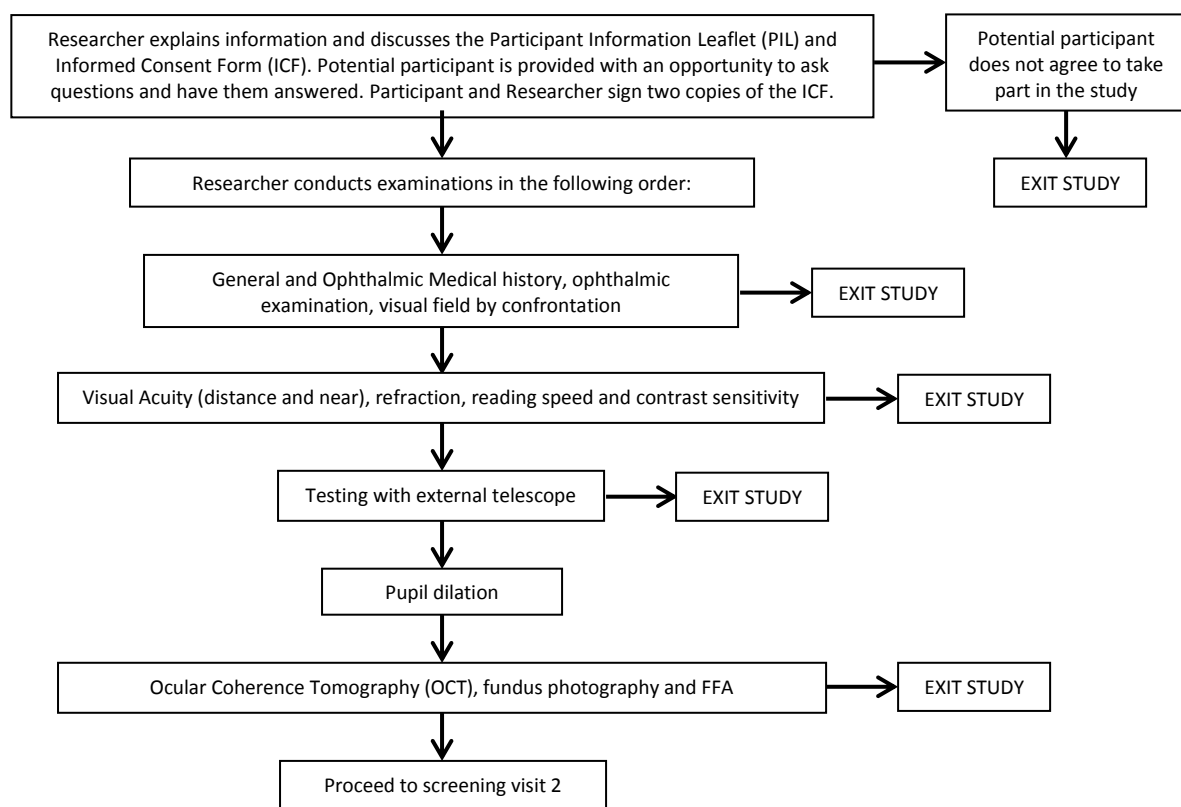 Researcher explains information and discusses the Participant Information Leaflet (PIL) and
Informed Consent Form (ICF). Potential participant is provided with an opportunity to ask
questions and have them answered. Participant and Researcher sign two copies of the ICF.
Potential participant
does not agree to take
part in the study
EXIT STUDY
Researcher conducts examinations in the following order:
General and Ophthalmic Medical history, ophthalmic
examination, visual field by confrontation
EXIT STUDY
Visual Acuity (distance and near), refraction, reading speed and contrast sensitivity
EXIT STUDY
Testing with external telescope
EXIT STUDY
Pupil dilation
Ocular Coherence Tomography (OCT), fundus photography and FFA
EXIT STUDY
Proceed to screening visit 2